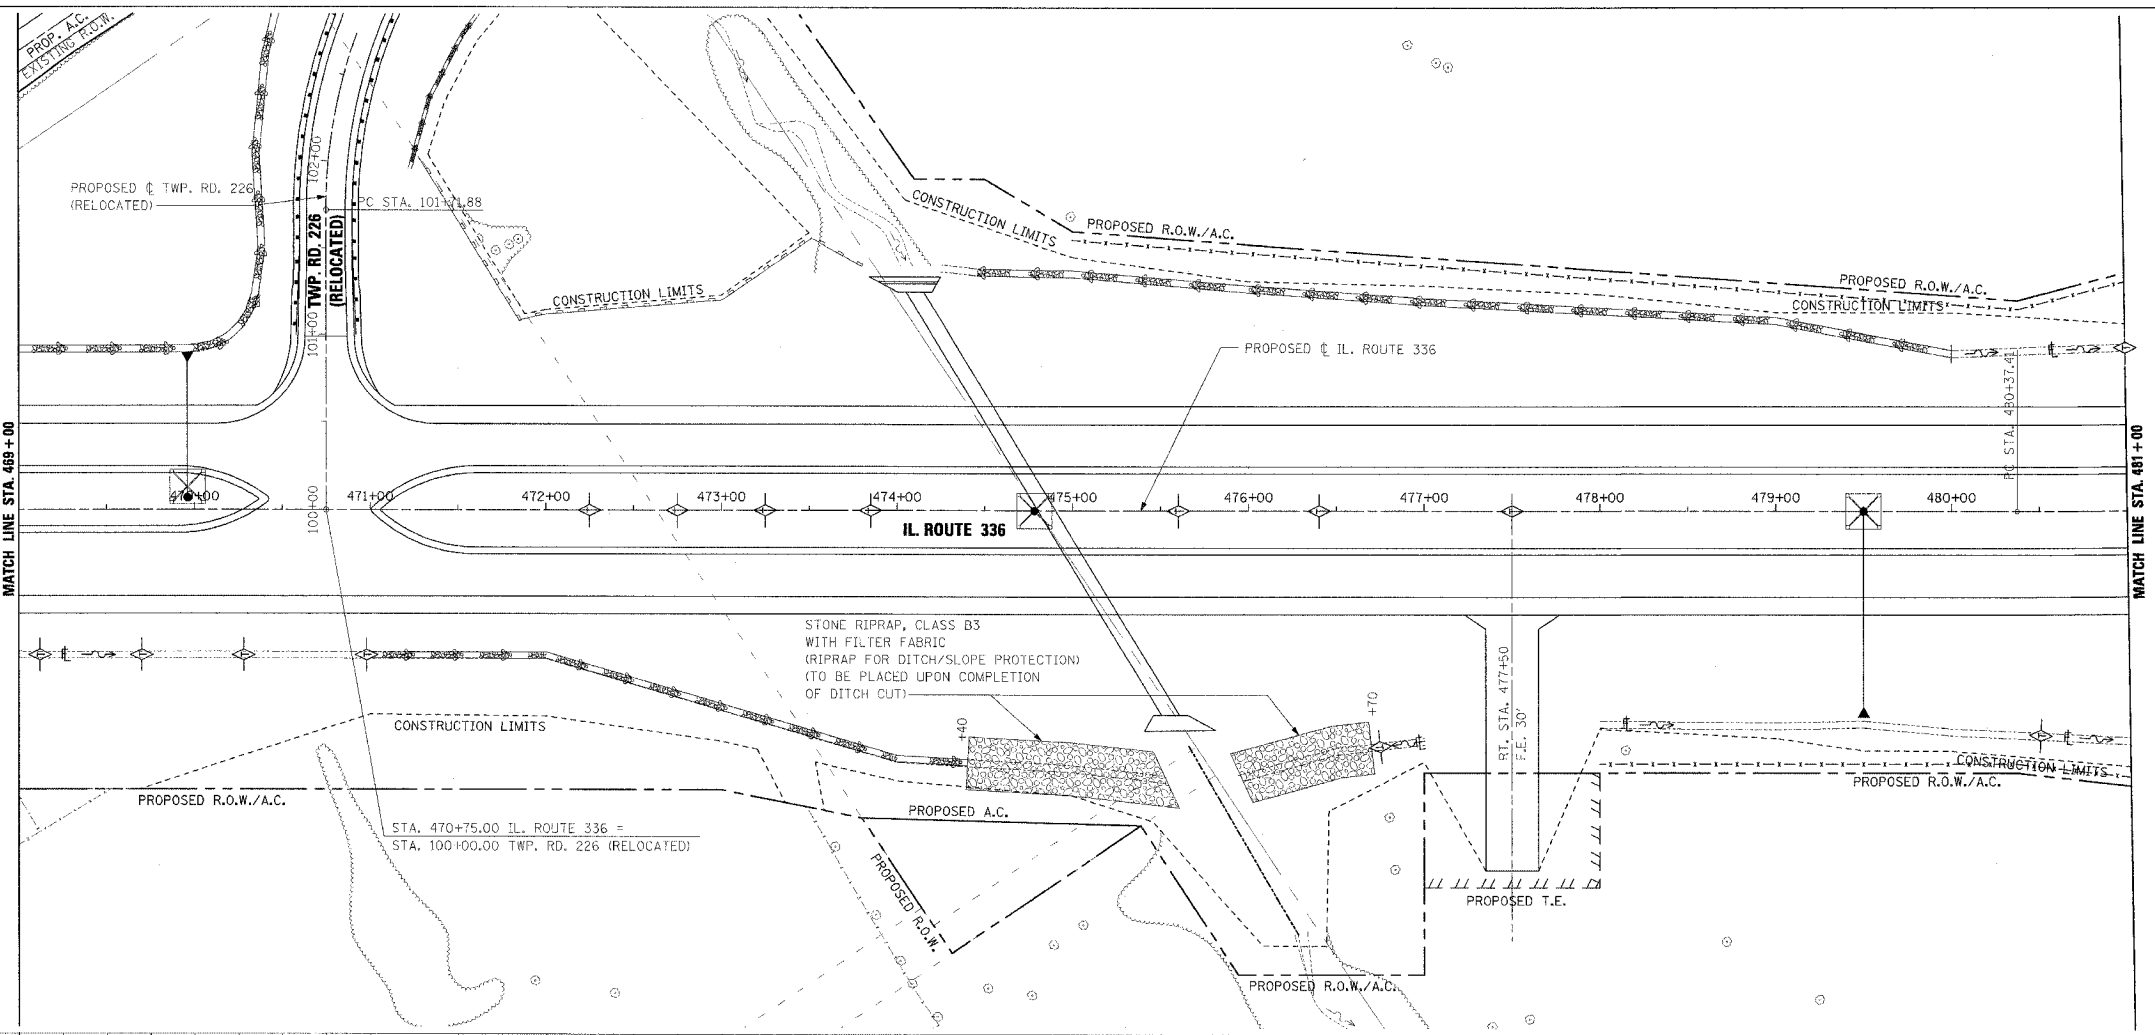 PROP. A.C.
EXISTING R.O.W.
PROPOSED ℄ TWP. RD. 226
(RELOCATED)
102+00
PC STA. 101+71.88
TWP. RD. 226
(RELOCATED)
101+00
100+00
CONSTRUCTION LIMITS
CONSTRUCTION LIMITS
PROPOSED R.O.W./A.C.
PROPOSED R.O.W./A.C.
CONSTRUCTION LIMITS
PROPOSED ℄ IL. ROUTE 336
PC STA. 480+37.41
MATCH LINE STA. 469+00
470+00
471+00
472+00
473+00
474+00
475+00
476+00
477+00
478+00
479+00
480+00
IL. ROUTE 336
MATCH LINE STA. 481+00
STONE RIPRAP, CLASS B3
WITH FILTER FABRIC
(RIPRAP FOR DITCH/SLOPE PROTECTION)
(TO BE PLACED UPON COMPLETION
OF DITCH CUT)
+40
+70
RT. STA. 477+50
F.E. 30'
CONSTRUCTION LIMITS
CONSTRUCTION LIMITS
PROPOSED R.O.W./A.C.
PROPOSED R.O.W./A.C.
PROPOSED A.C.
STA. 470+75.00 IL. ROUTE 336 =
STA. 100+00.00 TWP. RD. 226 (RELOCATED)
PROPOSED R.O.W.
PROPOSED T.E.
PROPOSED R.O.W./A.C.